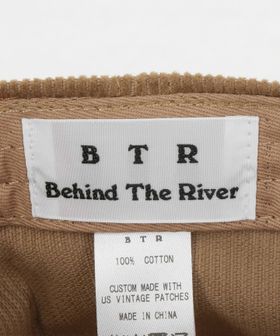 B T R
Behind The River
B T R
100% COTTON
CUSTOM MADE WITH
US VINTAGE PATCHES
MADE IN CHINA